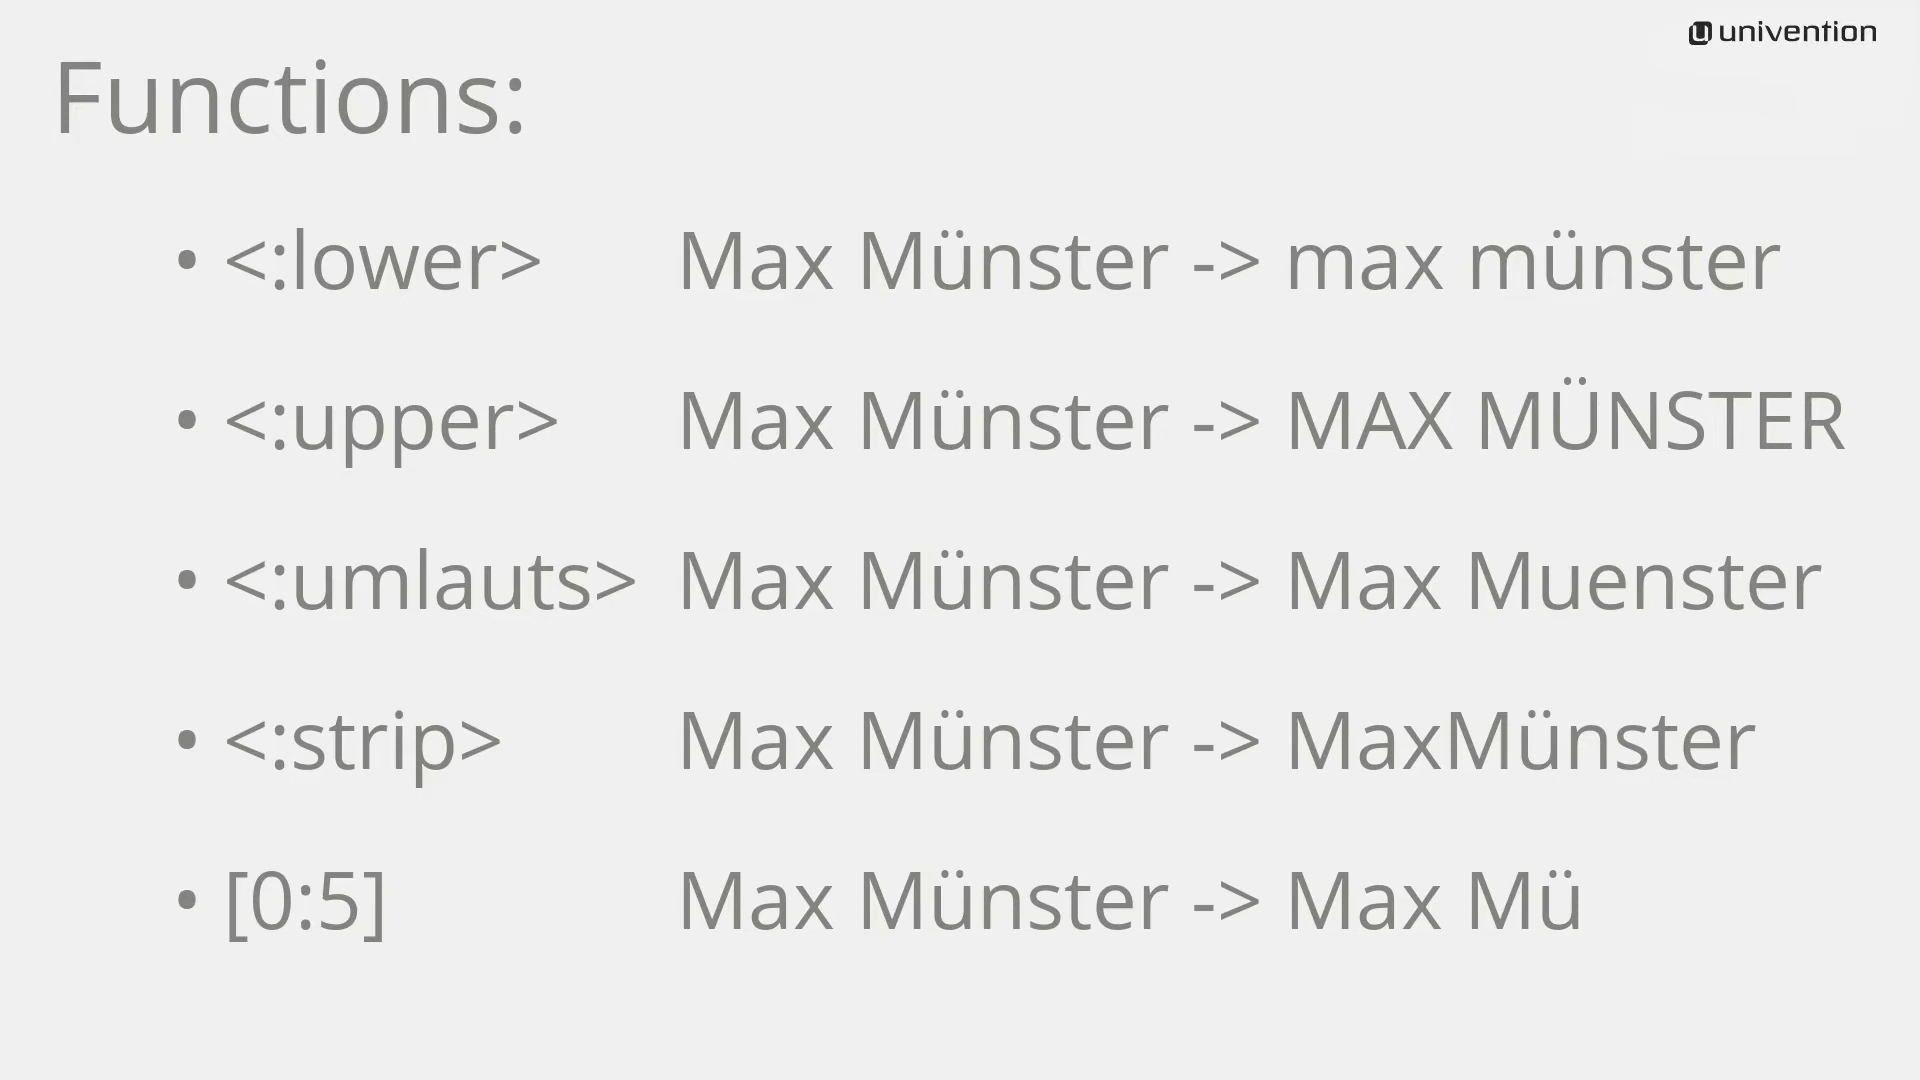 univention
Functions:
• <:lower> Max Münster -> max münster
• <:upper> Max Münster -> MAX MÜNSTER
• <:umlauts> Max Münster -> Max Muenster
• <:strip> Max Münster -> MaxMünster
• [0:5] Max Münster -> Max Mü